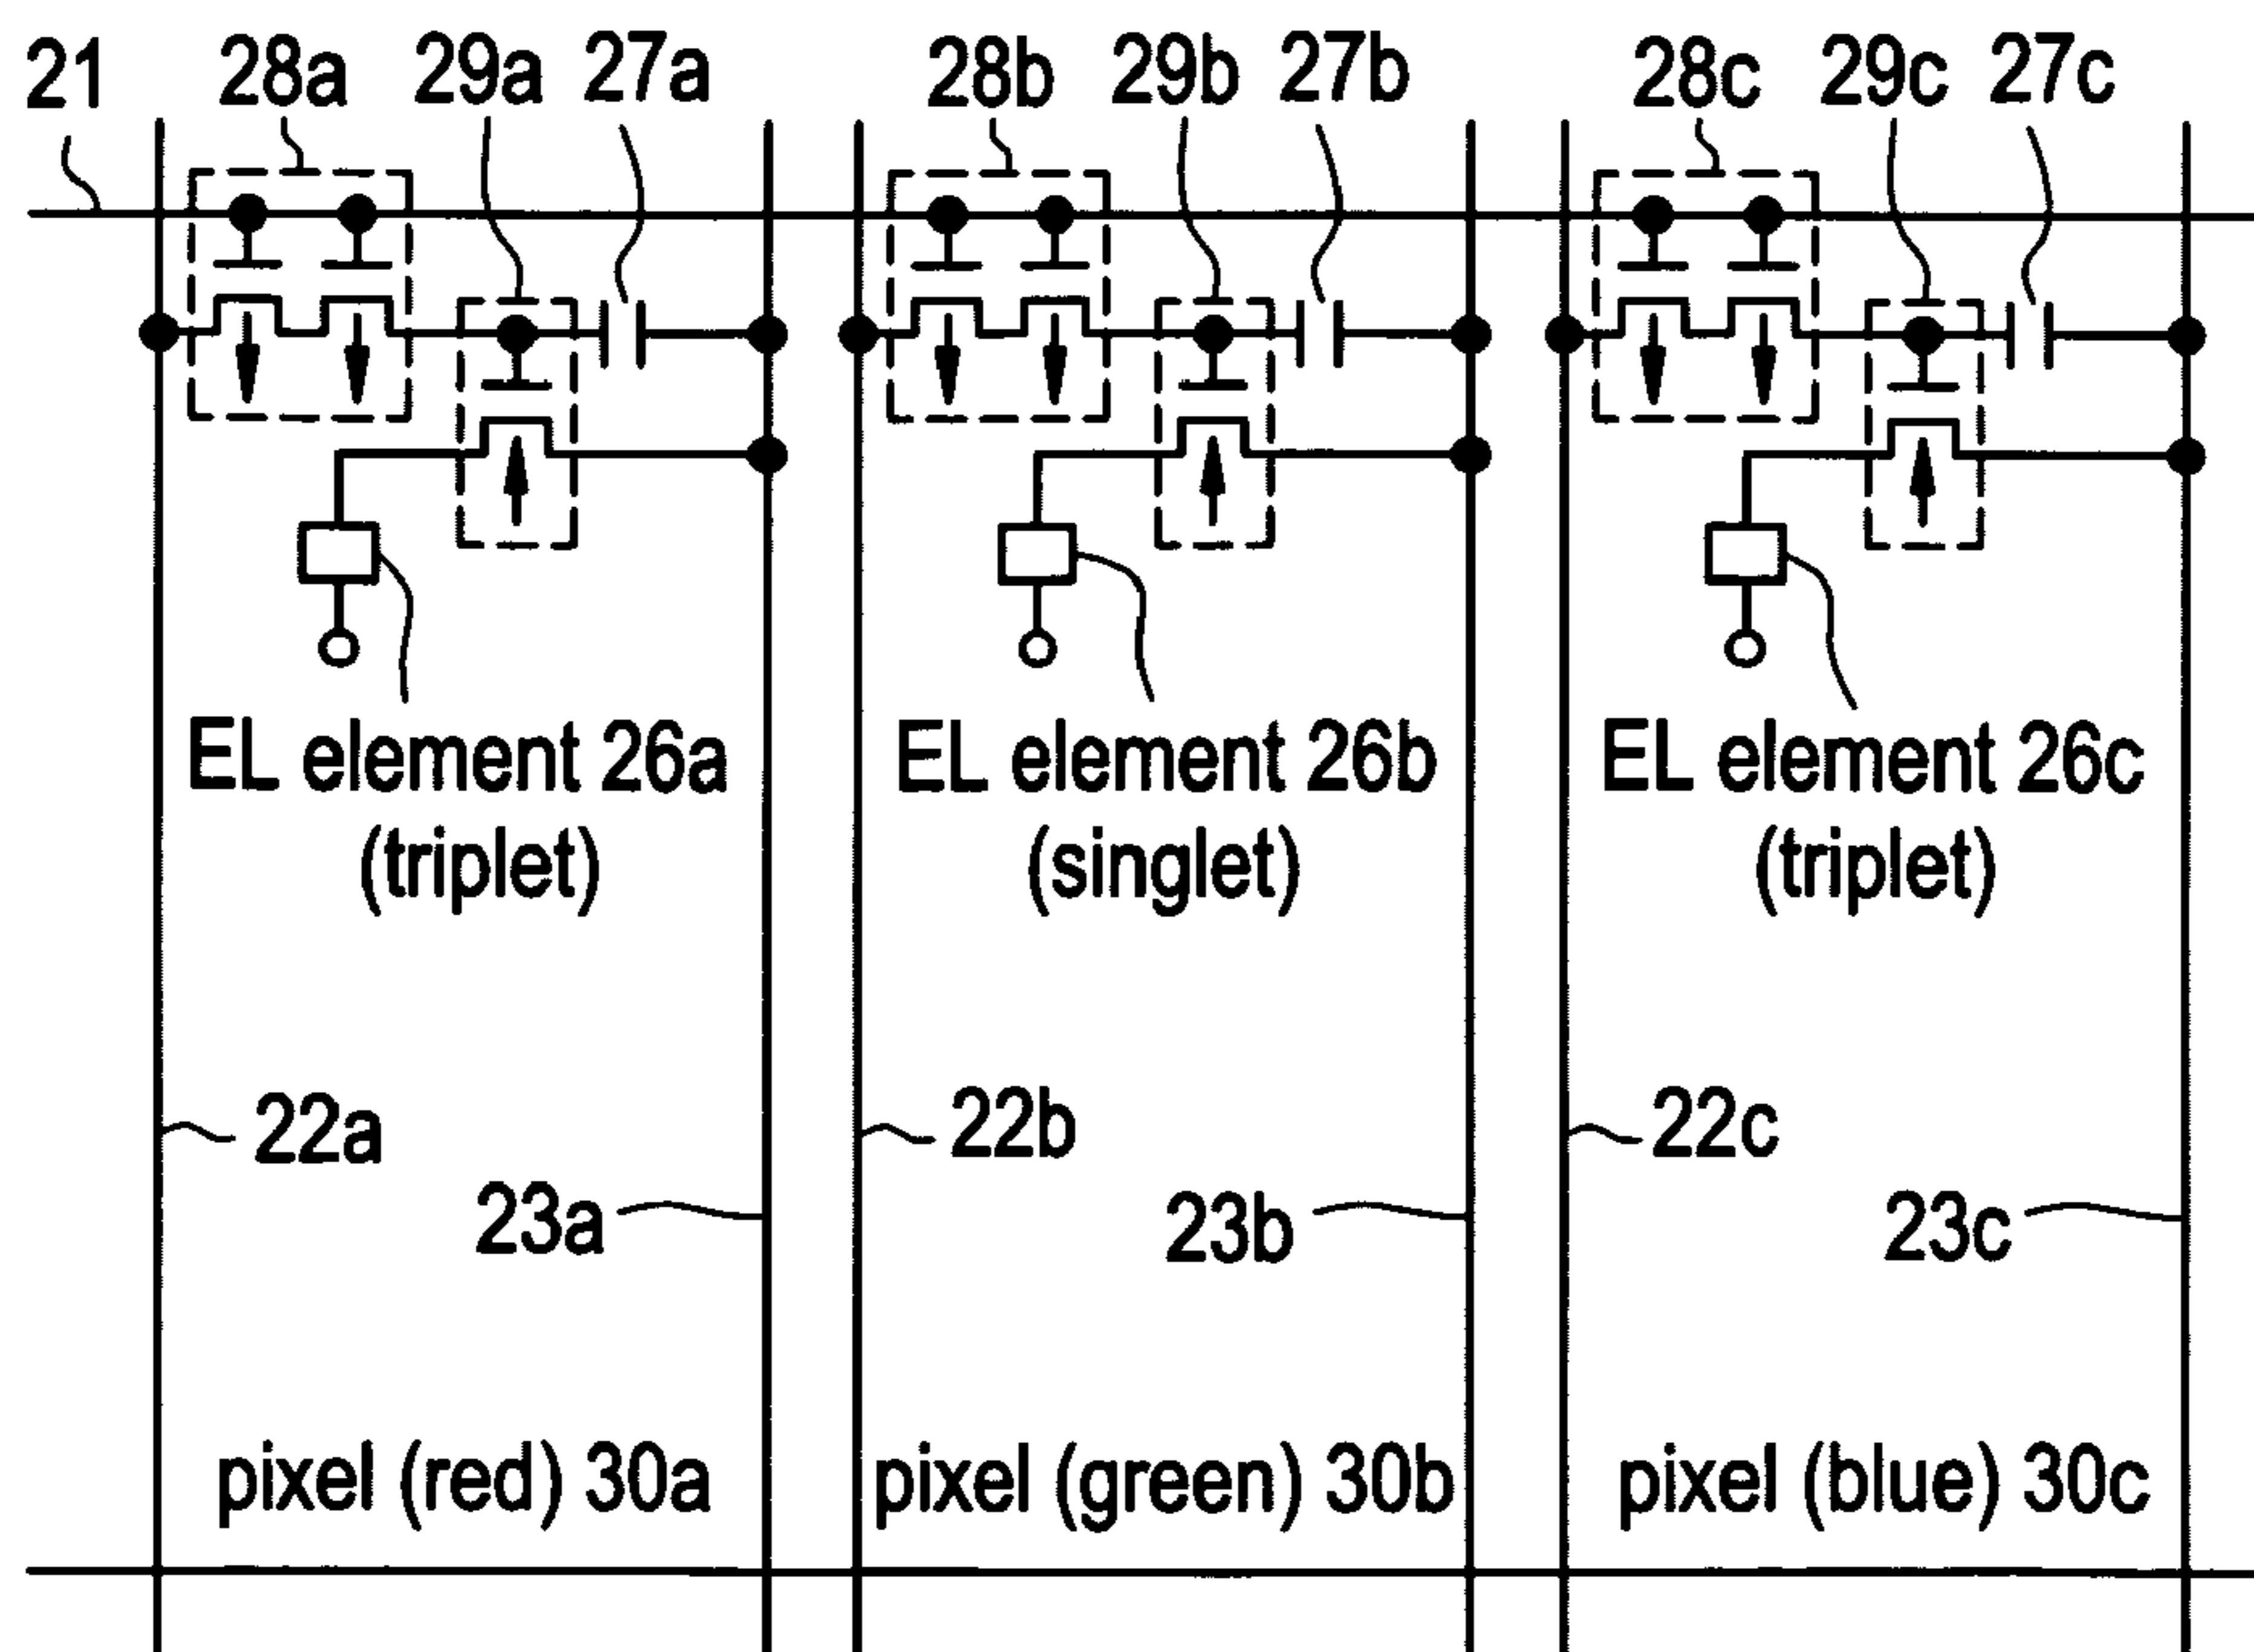 21 28a 29a 27a 28b 29b 27b 28c 29c 27c
EL element 26a
(triplet)
EL element 26b
(singlet)
EL element 26c
(triplet)
22a 22b 22c
23a 23b 23c
pixel (red) 30a pixel (green) 30b pixel (blue) 30c